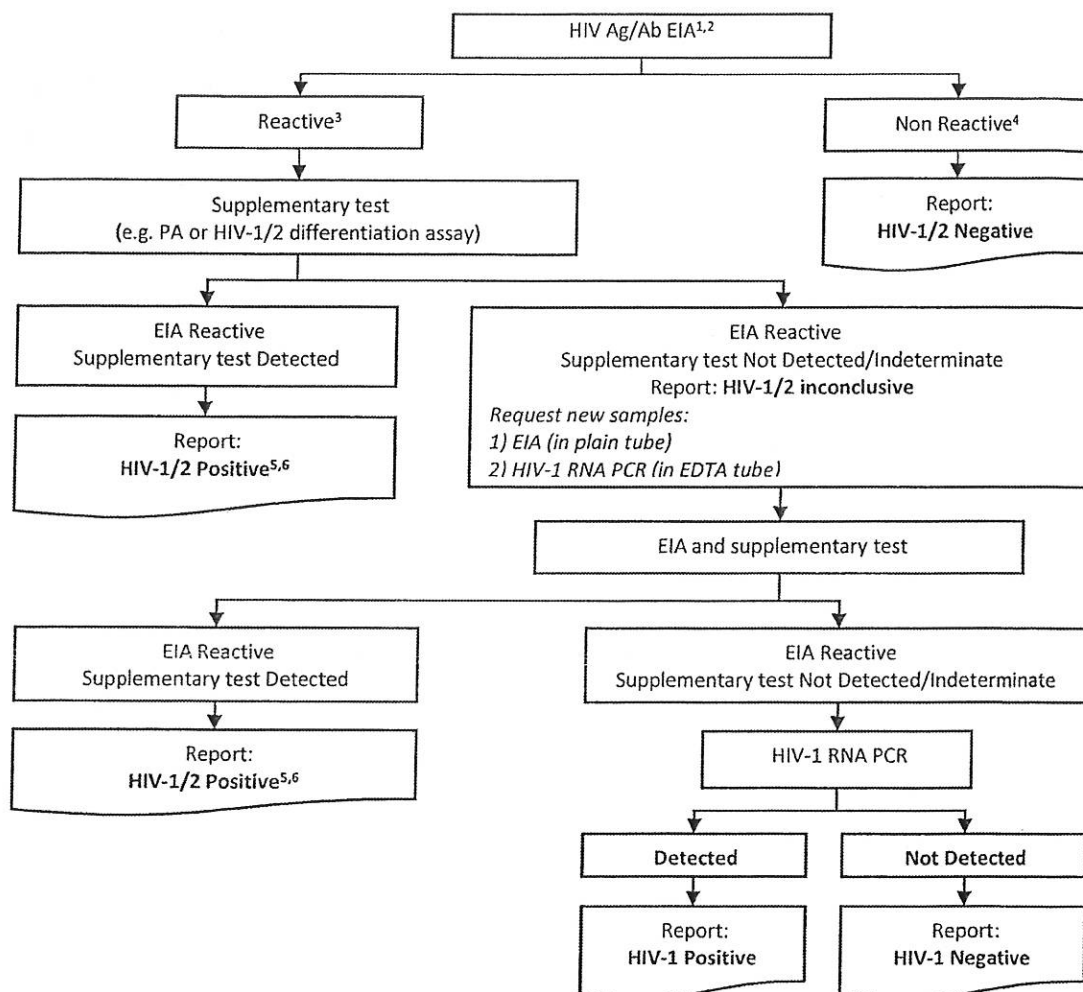 HIV Ag/Ab EIA1,2
Reactive3
Non Reactive4
Supplementary test
(e.g. PA or HIV-1/2 differentiation assay)
Report:
HIV-1/2 Negative
EIA Reactive
Supplementary test Detected
EIA Reactive
Supplementary test Not Detected/Indeterminate
Report: HIV-1/2 inconclusive
Request new samples:
1) EIA (in plain tube)
2) HIV-1 RNA PCR (in EDTA tube)
Report:
HIV-1/2 Positive5,6
EIA and supplementary test
EIA Reactive
Supplementary test Detected
EIA Reactive
Supplementary test Not Detected/Indeterminate
Report:
HIV-1/2 Positive5,6
HIV-1 RNA PCR
Detected
Not Detected
Report:
HIV-1 Positive
Report:
HIV-1 Negative